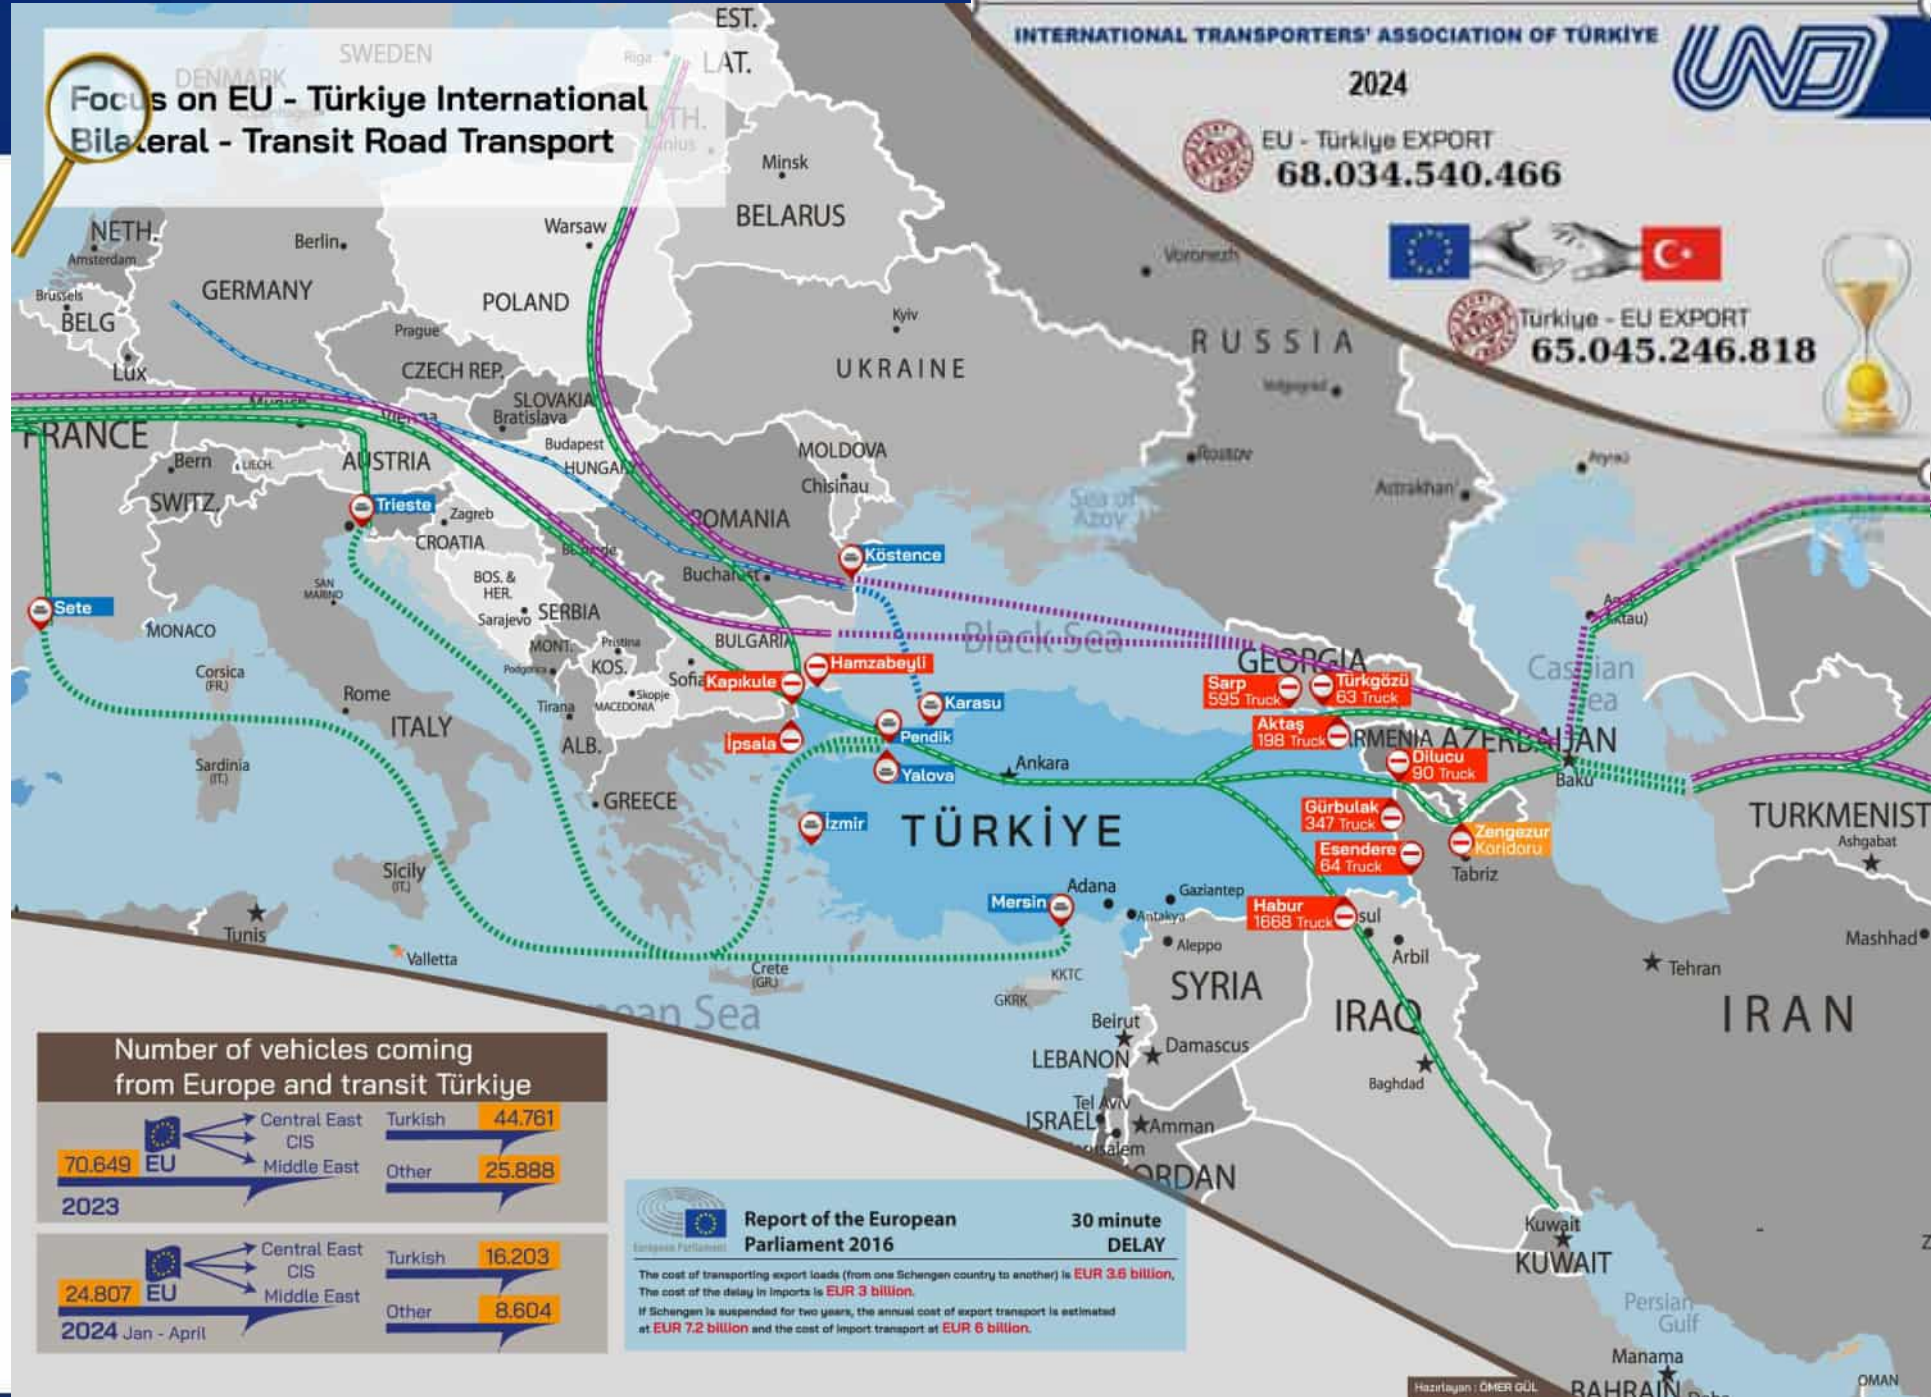 Focus on EU - Türkiye International
Bilateral - Transit Road Transport
INTERNATIONAL TRANSPORTERS' ASSOCIATION OF TÜRKİYE
UND
2024
EU - Türkiye EXPORT
68.034.540.466
Türkiye - EU EXPORT
65.045.246.818
EST.
SWEDEN
Riga
LAT.
DENMARK
LITH.
Minsk
BELARUS
NETH.
Amsterdam
Berlin
Warsaw
Voronezh
Brussels
BELG
GERMANY
POLAND
Kyiv
Prague
UKRAINE
RUSSIA
Lux
CZECH REP.
Volgograd
Munich
SLOVAKIA
Vienna
Bratislava
FRANCE
Budapest
MOLDOVA
Bern
LIECH.
AUSTRIA
HUNGARY
Rostov
Atyrau
SWITZ.
Chisinau
Astrakhan'
Trieste
Zagreb
ROMANIA
Sea of
Azov
CROATIA
Köstence
SAN
MARINO
BOS. &
HER.
Bucharest
Sete
Sarajevo
SERBIA
MONACO
MONT.
Pristina
BULGARIA
Black Sea
GEORGIA
Caspian
Sea
Corsica
(FR.)
Podgorica
KOS.
Sofia
Kapıkule
Hamzabeyli
Sarp
595 Truck
Türkgözü
63 Truck
Rome
Skopje
MACEDONIA
Tirana
Karasu
ITALY
ALB.
İpsala
Pendik
Aktaş
198 Truck
ARMENIA
AZERBAIJAN
Sardinia
(IT.)
Yalova
Ankara
Dilucu
90 Truck
Baku
GREECE
İzmir
TÜRKİYE
Gürbulak
347 Truck
TURKMENIST
Ashgabat
Zengezur
Koridoru
Esendere
64 Truck
Tabriz
Sicily
(IT.)
Adana
Gaziantep
Mersin
Antakya
Habur
1668 Truck
sul
Tunis
Aleppo
Arbil
Mashhad
Valletta
Crete
(GR.)
KKTC
GKRK
SYRIA
Tehran
IRAQ
IRAN
nean Sea
Beirut
LEBANON
Damascus
Baghdad
Tel Aviv
ISRAEL
Amman
rusalem
ORDAN
Kuwait
KUWAIT
Persian
Gulf
Manama
BAHRAIN
Doha
OMAN
Number of vehicles coming
from Europe and transit Türkiye
70.649 EU
Central East
CIS
Middle East
Turkish 44.761
Other 25.888
2023
24.807 EU
Central East
CIS
Middle East
Turkish 16.203
Other 8.604
2024 Jan - April
European Parliament
Report of the European
Parliament 2016
30 minute
DELAY
The cost of transporting export loads (from one Schengen country to another) is EUR 3.6 billion,
The cost of the delay in imports is EUR 3 billion.
If Schengen is suspended for two years, the annual cost of export transport is estimated
at EUR 7.2 billion and the cost of import transport at EUR 6 billion.
Hazırlayan : ÖMER GÜL